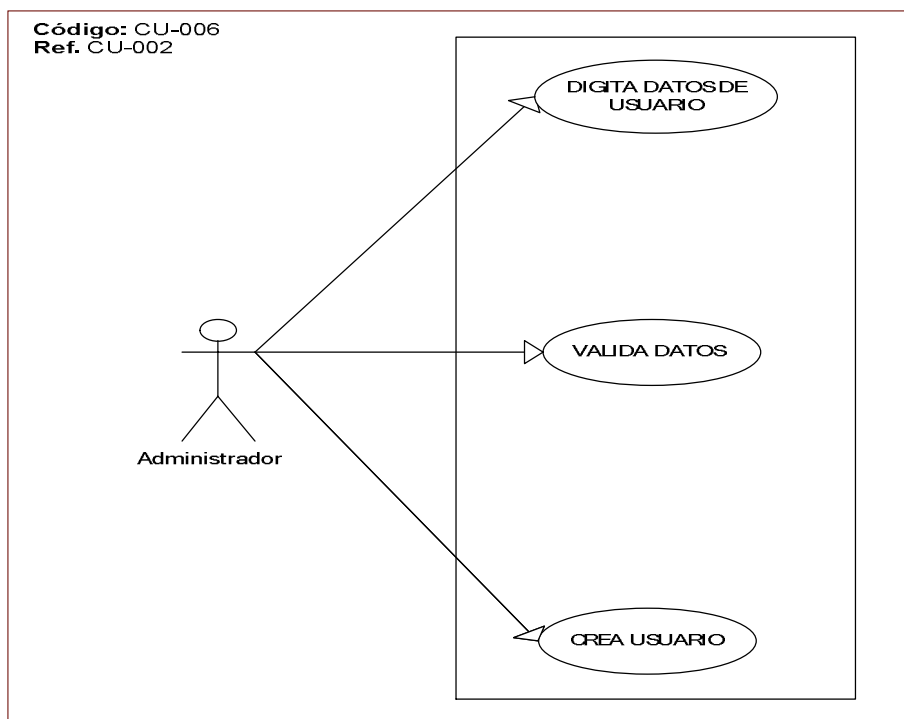 Código: CU-006
Ref. CU-002
DIGITA DATOS DE
USUARIO
VALIDA DATOS
Administrador
CREA USUARIO